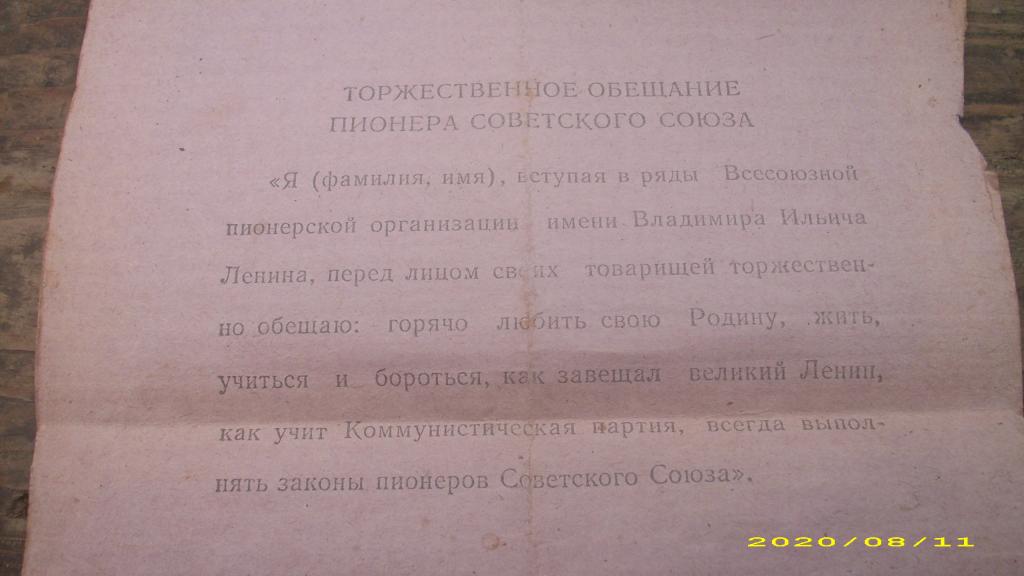 ТОРЖЕСТВЕННОЕ ОБЕЩАНИЕ
ПИОНЕРА СОВЕТСКОГО СОЮЗА
«Я (фамилия, имя), вступая в ряды Всесоюзной
пионерской организации имени Владимира Ильича
Ленина, перед лицом своих товарищей торжествен-
но обещаю: горячо любить свою Родину, жить,
учиться и бороться, как завещал великий Ленин,
как учит Коммунистическая партия, всегда выпол-
нять законы пионеров Советского Союза».
2020/08/11